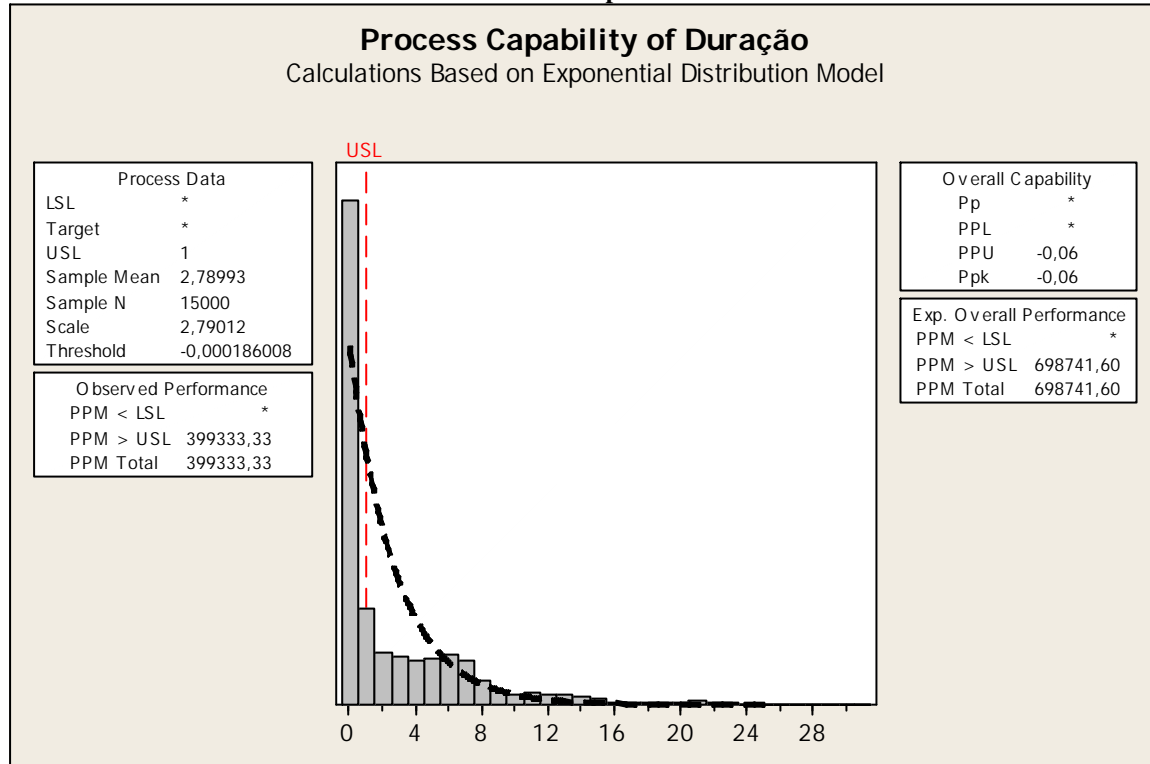 Process Capability of Duração
Calculations Based on Exponential Distribution Model
USL
Process Data
LSL *
Target *
USL 1
Sample Mean 2,78993
Sample N 15000
Scale 2,79012
Threshold -0,000186008
Observed Performance
PPM < LSL *
PPM > USL 399333,33
PPM Total 399333,33
Overall Capability
Pp *
PPL *
PPU -0,06
Ppk -0,06
Exp. Overall Performance
PPM < LSL *
PPM > USL 698741,60
PPM Total 698741,60
0 4 8 12 16 20 24 28